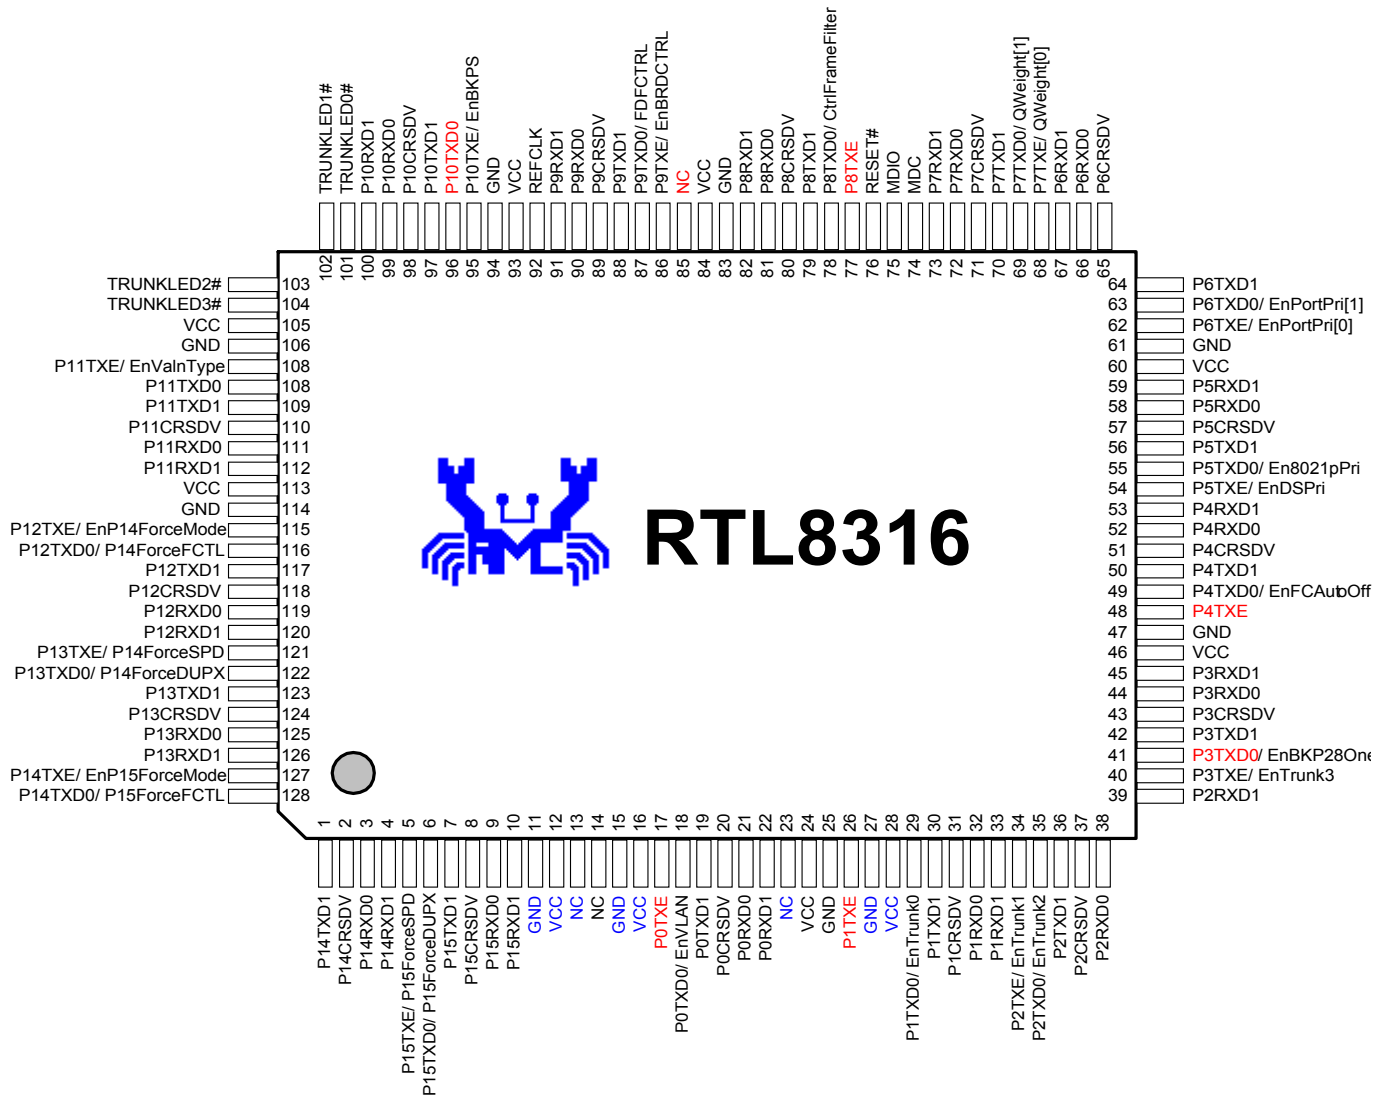 TRUNKLED1#
TRUNKLED0#
P10RXD1
P10RXD0
P10CRSDV
P10TXD1
P10TXD0
P10TXE/ EnBKPS
GND
VCC
REFCLK
P9RXD1
P9RXD0
P9CRSDV
P9TXD1
P9TXD0/ FDFCTRL
P9TXE/ EnBRDCTRL
NC
VCC
GND
P8RXD1
P8RXD0
P8CRSDV
P8TXD1
P8TXD0/ CtrlFrameFilter
P8TXE
RESET#
MDIO
MDC
P7RXD1
P7RXD0
P7CRSDV
P7TXD1
P7TXD0/ QWeight[1]
P7TXE/ QWeight[0]
P6RXD1
P6RXD0
P6CRSDV
102
101
100
99
98
97
96
95
94
93
92
91
90
89
88
87
86
85
84
83
82
81
80
79
78
77
76
75
74
73
72
71
70
69
68
67
66
65
TRUNKLED2# 103
TRUNKLED3# 104
VCC 105
GND 106
P11TXE/ EnValnType 108
P11TXD0 108
P11TXD1 109
P11CRSDV 110
P11RXD0 111
P11RXD1 112
VCC 113
GND 114
P12TXE/ EnP14ForceMode 115
P12TXD0/ P14ForceFCTL 116
P12TXD1 117
P12CRSDV 118
P12RXD0 119
P12RXD1 120
P13TXE/ P14ForceSPD 121
P13TXD0/ P14ForceDUPX 122
P13TXD1 123
P13CRSDV 124
P13RXD0 125
P13RXD1 126
P14TXE/ EnP15ForceMode 127
P14TXD0/ P15ForceFCTL 128
RTL8316
64 P6TXD1
63 P6TXD0/ EnPortPri[1]
62 P6TXE/ EnPortPri[0]
61 GND
60 VCC
59 P5RXD1
58 P5RXD0
57 P5CRSDV
56 P5TXD1
55 P5TXD0/ En8021pPri
54 P5TXE/ EnDSPri
53 P4RXD1
52 P4RXD0
51 P4CRSDV
50 P4TXD1
49 P4TXD0/ EnFCAutoOff
48 P4TXE
47 GND
46 VCC
45 P3RXD1
44 P3RXD0
43 P3CRSDV
42 P3TXD1
41 P3TXD0/ EnBKP28One
40 P3TXE/ EnTrunk3
39 P2RXD1
1
2
3
4
5
6
7
8
9
10
11
12
13
14
15
16
17
18
19
20
21
22
23
24
25
26
27
28
29
30
31
32
33
34
35
36
37
38
P14TXD1
P14CRSDV
P14RXD0
P14RXD1
P15TXE/ P15ForceSPD
P15TXD0/ P15ForceDUPX
P15TXD1
P15CRSDV
P15RXD0
P15RXD1
GND
VCC
NC
NC
GND
VCC
P0TXE
P0TXD0/ EnVLAN
P0TXD1
P0CRSDV
P0RXD0
P0RXD1
NC
VCC
GND
P1TXE
GND
VCC
P1TXD0/ EnTrunk0
P1TXD1
P1CRSDV
P1RXD0
P1RXD1
P2TXE/ EnTrunk1
P2TXD0/ EnTrunk2
P2TXD1
P2CRSDV
P2RXD0